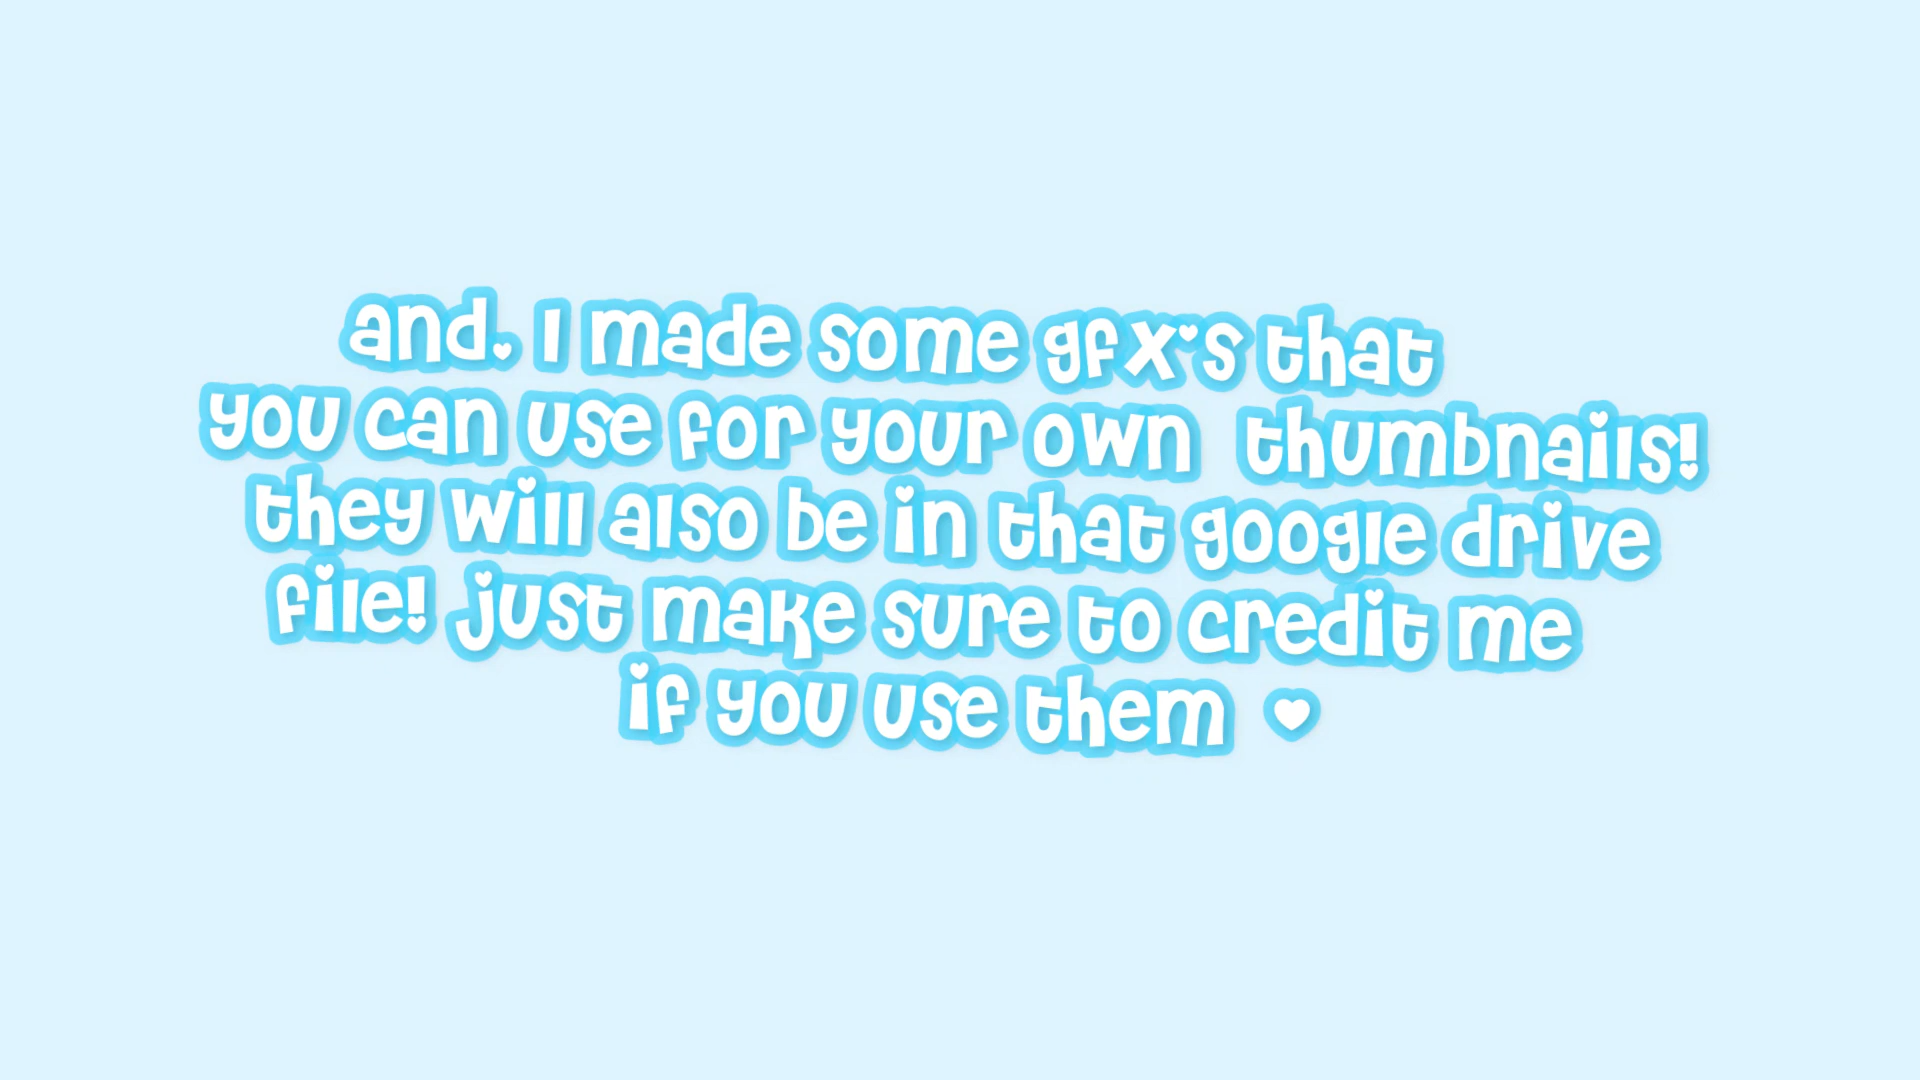 and. I made some gfx's that
you can use for your own thumbnails!
they will also be in that google drive
file! just make sure to credit me
if you use them ♥